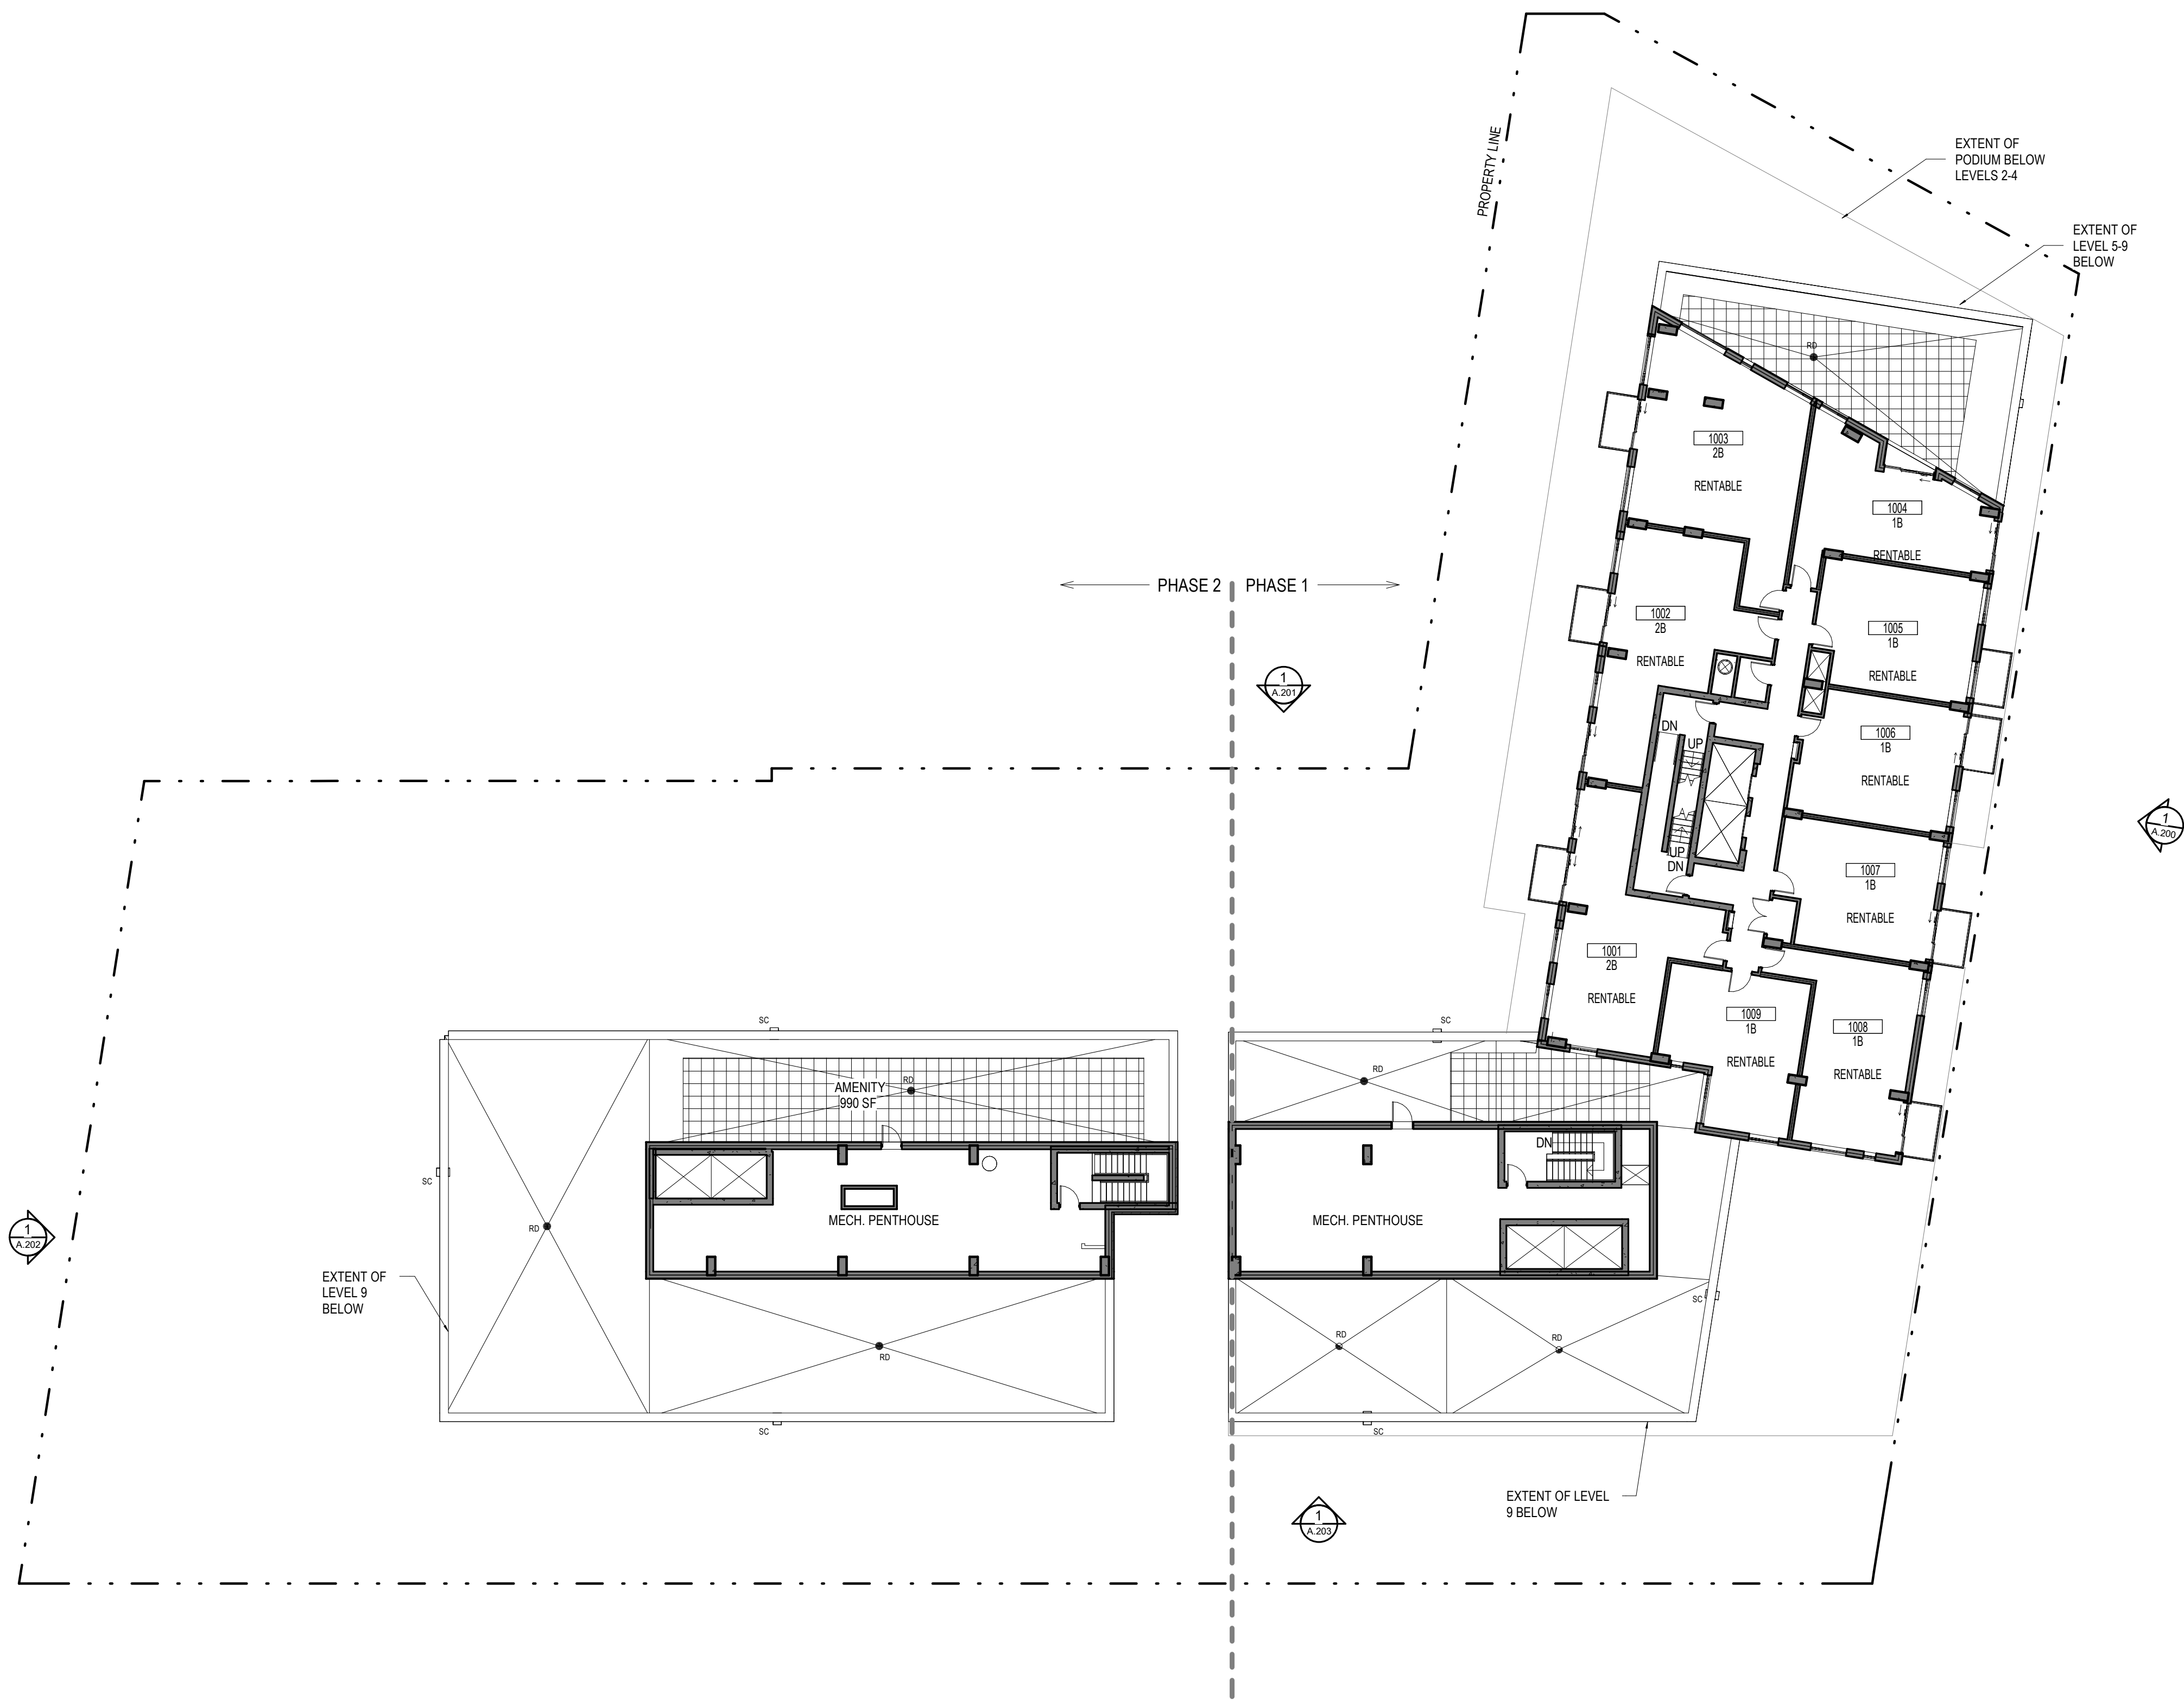 PROPERTY LINE
EXTENT OF
PODIUM BELOW
LEVELS 2-4
EXTENT OF
LEVEL 5-9
BELOW
RD
1003
2B
RENTABLE
1004
1B
RENTABLE
PHASE 2
PHASE 1
1002
2B
RENTABLE
1005
1B
RENTABLE
1
A.201
DN
UP
1006
1B
RENTABLE
1
A.200
UP
DN
1007
1B
RENTABLE
1001
2B
RENTABLE
1009
1B
RENTABLE
1008
1B
RENTABLE
SC
SC
AMENITY
990 SF
RD
RD
DN
SC
RD
MECH. PENTHOUSE
MECH. PENTHOUSE
1
A.202
EXTENT OF
LEVEL 9
BELOW
SC
RD
RD
RD
SC
SC
EXTENT OF LEVEL
9 BELOW
1
A.203